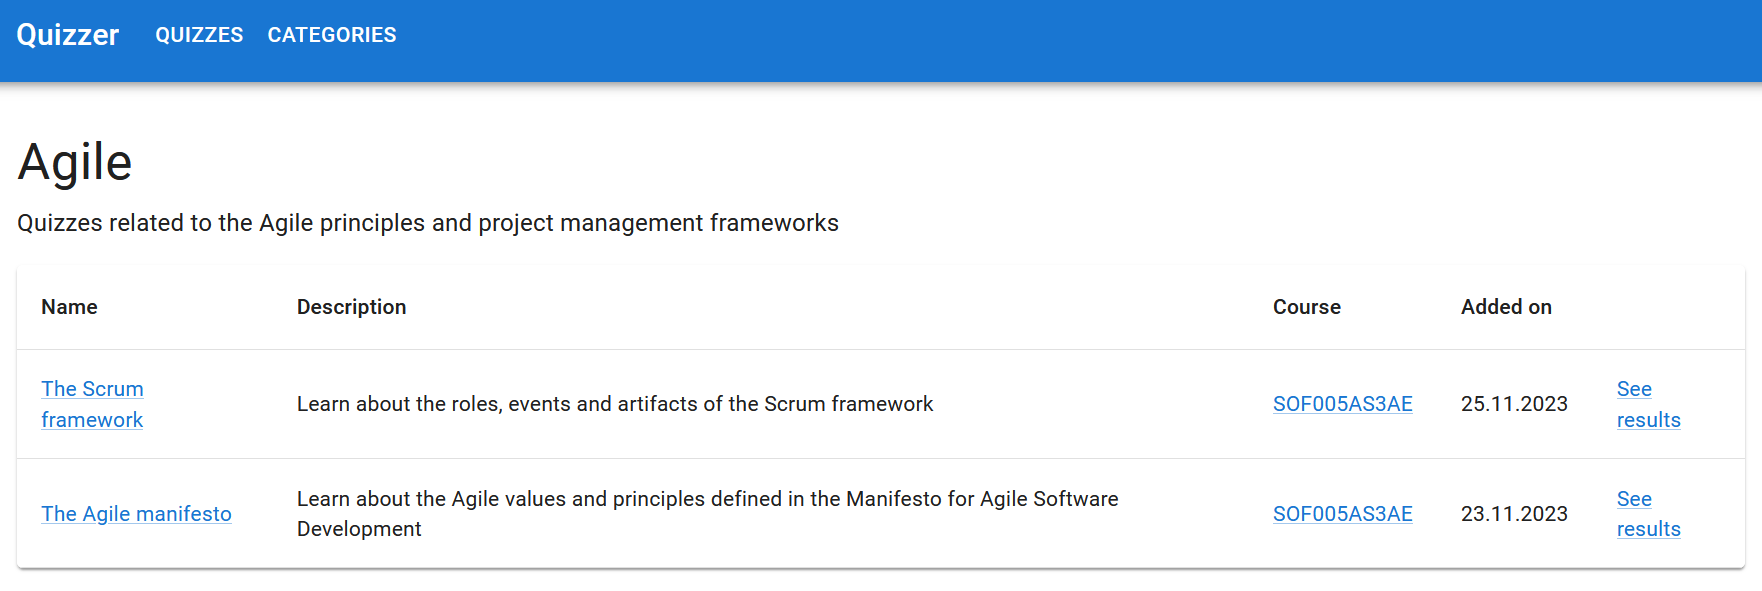 Quizzer QUIZZES CATEGORIES
Agile
Quizzes related to the Agile principles and project management frameworks
Name Description Course Added on
The Scrum
framework
Learn about the roles, events and artifacts of the Scrum framework
SOF005AS3AE
25.11.2023
See
results
The Agile manifesto
Learn about the Agile values and principles defined in the Manifesto for Agile Software
Development
SOF005AS3AE
23.11.2023
See
results